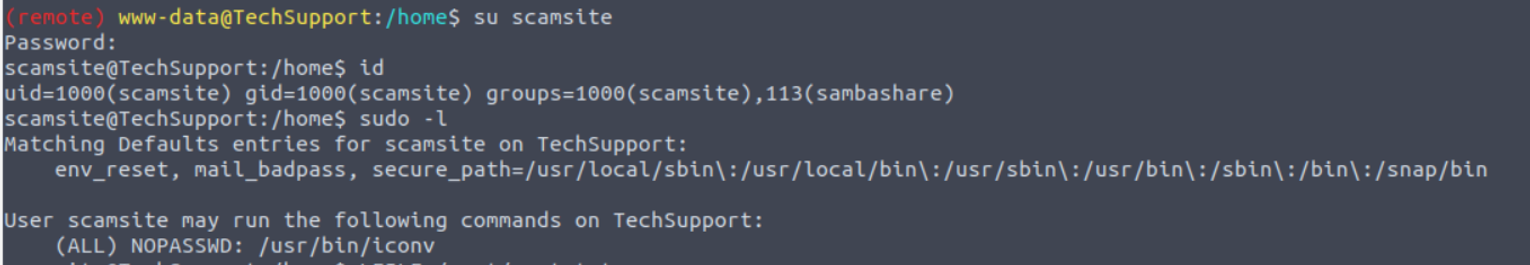 (remote) www-data@TechSupport:/home$ su scamsite
Password:
scamsite@TechSupport:/home$ id
uid=1000(scamsite) gid=1000(scamsite) groups=1000(scamsite),113(sambashare)
scamsite@TechSupport:/home$ sudo -l
Matching Defaults entries for scamsite on TechSupport:
    env_reset, mail_badpass, secure_path=/usr/local/sbin\:/usr/local/bin\:/usr/sbin\:/usr/bin\:/sbin\:/bin\:/snap/bin
User scamsite may run the following commands on TechSupport:
    (ALL) NOPASSWD: /usr/bin/iconv